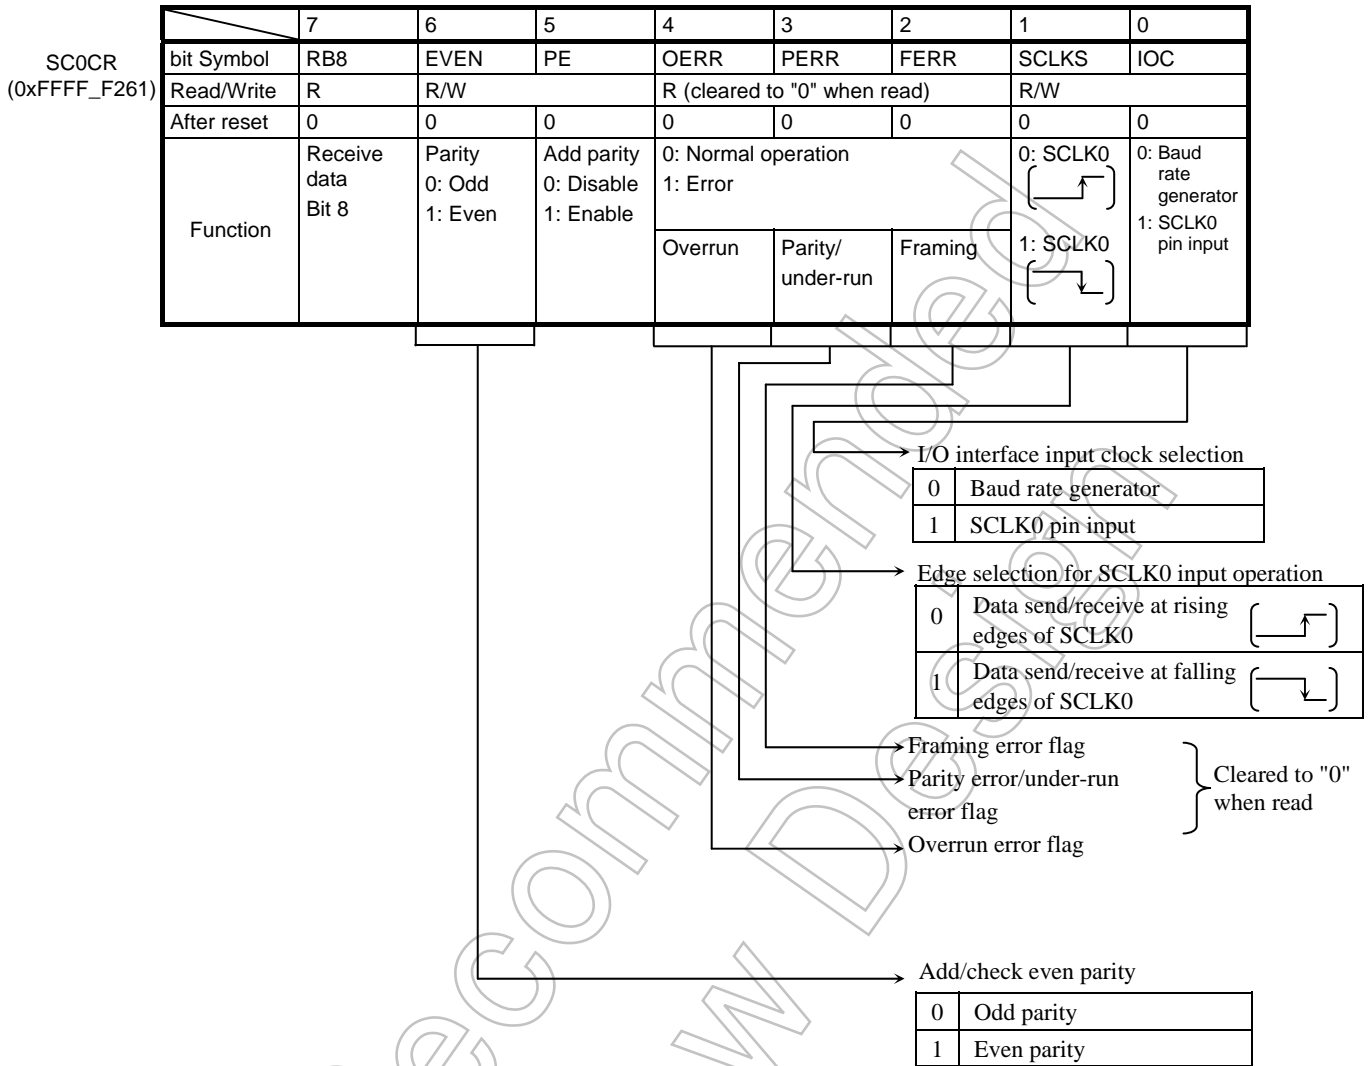 7 6 5 4 3 2 1 0
SC0CR
(0xFFFF_F261)
bit Symbol RB8 EVEN PE OERR PERR FERR SCLKS IOC
Read/Write R R/W R (cleared to "0" when read) R/W
After reset 0 0 0 0 0 0 0 0
Function
Receive
data
Bit 8
Parity
0: Odd
1: Even
Add parity
0: Disable
1: Enable
0: Normal operation
1: Error
Overrun
Parity/
under-run
Framing
0: SCLK0
1: SCLK0
0: Baud
rate
generator
1: SCLK0
pin input
I/O interface input clock selection
0 Baud rate generator
1 SCLK0 pin input
Edge selection for SCLK0 input operation
0 Data send/receive at rising
edges of SCLK0
1 Data send/receive at falling
edges of SCLK0
Framing error flag
Parity error/under-run
error flag
Overrun error flag
Cleared to "0"
when read
Add/check even parity
0 Odd parity
1 Even parity
ecommended
w Design